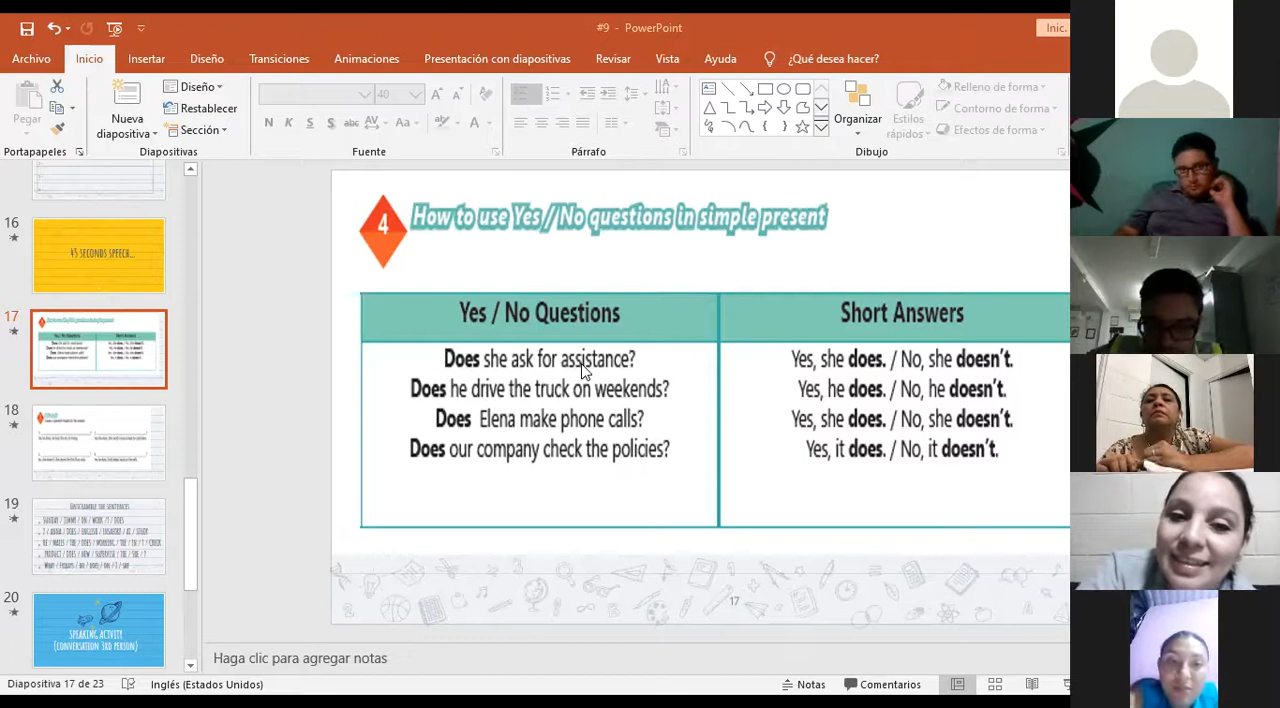 #9 - PowerPoint
Inic.
Archivo Inicio Insertar Diseño Transiciones Animaciones Presentación con diapositivas Revisar Vista Ayuda ¿Qué desea hacer?
Pegar
Nueva diapositiva
Diseño
Restablecer
Sección
40
N K S S abc AV Aa A
Organizar
Estilos rápidos
Relleno de forma
Contorno de forma
Efectos de forma
Portapapeles Diapositivas Fuente Párrafo Dibujo
16
45 SECONDS SPEECH...
17
18
19
UNSCRAMBLE THE SENTENCES
20
SPEAKING ACTIVITY
(CONVERSATION 3RD PERSON)
4
How to use Yes / No questions in simple present
Yes / No Questions Short Answers
Does she ask for assistance? Yes, she does. / No, she doesn't.
Does he drive the truck on weekends? Yes, he does. / No, he doesn't.
Does Elena make phone calls? Yes, she does. / No, she doesn't.
Does our company check the policies? Yes, it does. / No, it doesn't.
17
Haga clic para agregar notas
Diapositiva 17 de 23 Inglés (Estados Unidos) Notas Comentarios